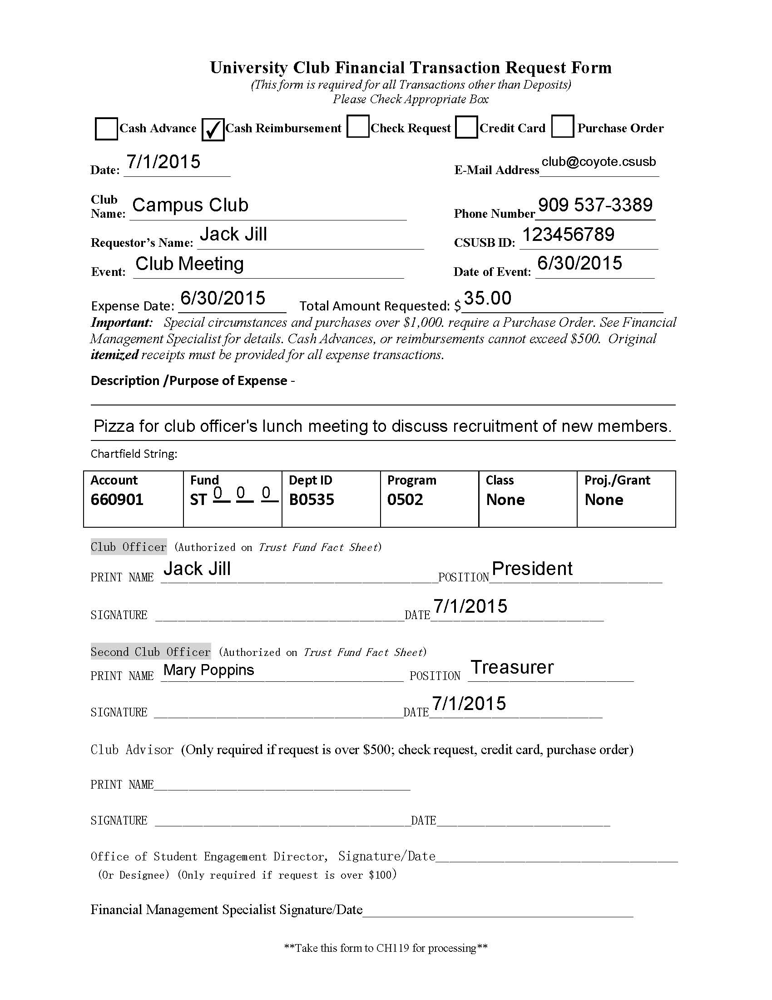 University Club Financial Transaction Request Form
(This form is required for all Transactions other than Deposits)
Please Check Appropriate Box
Cash Advance ✓ Cash Reimbursement Check Request Credit Card Purchase Order
Date: 7/1/2015 E-Mail Address club@coyote.csusb
Club
Name: Campus Club Phone Number 909 537-3389
Requestor’s Name: Jack Jill CSUSB ID: 123456789
Event: Club Meeting Date of Event: 6/30/2015
Expense Date: 6/30/2015 Total Amount Requested: $ 35.00
Important: Special circumstances and purchases over $1,000. require a Purchase Order. See Financial
Management Specialist for details. Cash Advances, or reimbursements cannot exceed $500. Original
itemized receipts must be provided for all expense transactions.
Description /Purpose of Expense -
Pizza for club officer's lunch meeting to discuss recruitment of new members.
Chartfield String:
Account Fund Dept ID Program Class Proj./Grant
660901 ST 0 0 0 B0535 0502 None None
Club Officer (Authorized on Trust Fund Fact Sheet)
PRINT NAME Jack Jill POSITION President
SIGNATURE DATE 7/1/2015
Second Club Officer (Authorized on Trust Fund Fact Sheet)
PRINT NAME Mary Poppins POSITION Treasurer
SIGNATURE DATE 7/1/2015
Club Advisor (Only required if request is over $500; check request, credit card, purchase order)
PRINT NAME
SIGNATURE DATE
Office of Student Engagement Director, Signature/Date
(Or Designee) (Only required if request is over $100)
Financial Management Specialist Signature/Date
**Take this form to CH119 for processing**